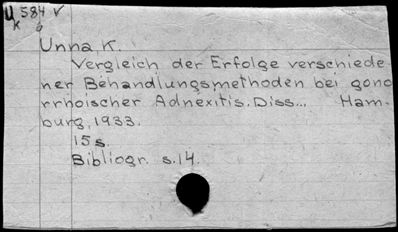 U 584 v
k 6
Unna K.
Vergleich der Erfolge verschiede
ner Behandlungsmethoden bei gono
rrhoischer Adnexitis. Diss... Ham-
burg, 1933.
15 s.
Bibliogr. s. 14.